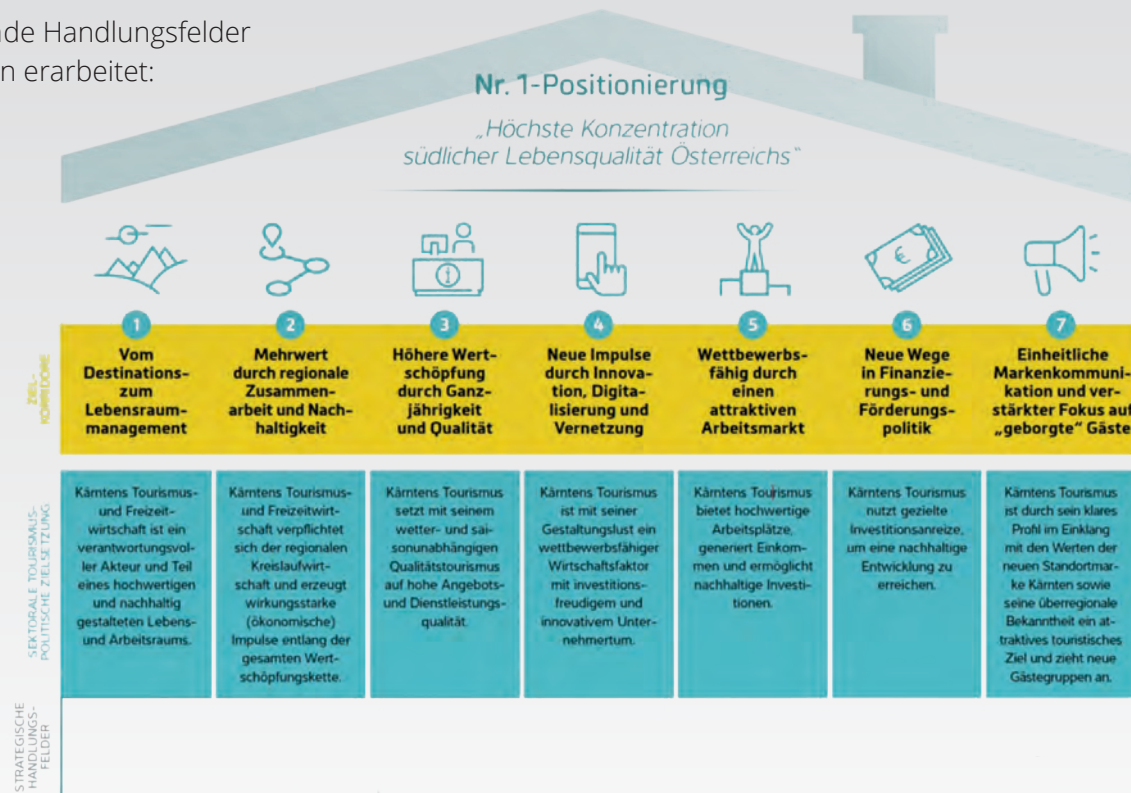 nde Handlungsfelder
n erarbeitet:
Nr. 1-Positionierung
„Höchste Konzentration
südlicher Lebensqualität Österreichs“
ZIEL-
KORRIDORE
1
Vom
Destinations-
zum
Lebensraum-
management
2
Mehrwert
durch regionale
Zusammen-
arbeit und Nach-
haltigkeit
3
Höhere Wert-
schöpfung
durch Ganz-
jährigkeit
und Qualität
4
Neue Impulse
durch Innova-
tion, Digita-
lisierung und
Vernetzung
5
Wettbewerbs-
fähig durch
einen
attraktiven
Arbeitsmarkt
6
Neue Wege
in Finanzie-
rungs- und
Förderungs-
politik
7
Einheitliche
Markenkommuni-
kation und ver-
stärkter Fokus auf
„geborgte“ Gäste
SEKTORALE TOURISMUS-
POLITISCHE ZIELSETZUNG
Kärntens Tourismus-
und Freizeit-
wirtschaft ist ein
verantwortungsvol-
ler Akteur und Teil
eines hochwertigen
und nachhaltig
gestalteten Lebens-
und Arbeitsraums.
Kärntens Tourismus-
und Freizeitwirt-
schaft verpflichtet
sich der regionalen
Kreislaufwirt-
schaft und erzeugt
wirkungsstarke
(ökonomische)
Impulse entlang der
gesamten Wert-
schöpfungskette.
Kärntens Tourismus
setzt mit seinem
wetter- und sai-
sonunabhängigen
Qualitätstourismus
auf hohe Angebots-
und Dienstleistungs-
qualität.
Kärntens Tourismus
ist mit seiner
Gestaltungslust ein
wettbewerbsfähiger
Wirtschaftsfaktor
mit investitions-
freudigem und
innovativem Unter-
nehmertum.
Kärntens Tourismus
bietet hochwertige
Arbeitsplätze,
generiert Einkom-
men und ermöglicht
nachhaltige Investi-
tionen.
Kärntens Tourismus
nutzt gezielte
Investitionsanreize,
um eine nachhaltige
Entwicklung zu
erreichen.
Kärntens Tourismus
ist durch sein klares
Profil im Einklang
mit den Werten der
neuen Standortmar-
ke Kärnten sowie
seine überregionale
Bekanntheit ein at-
traktives touristisches
Ziel und zieht neue
Gästegruppen an.
STRATEGISCHE
HANDLUNGS-
FELDER